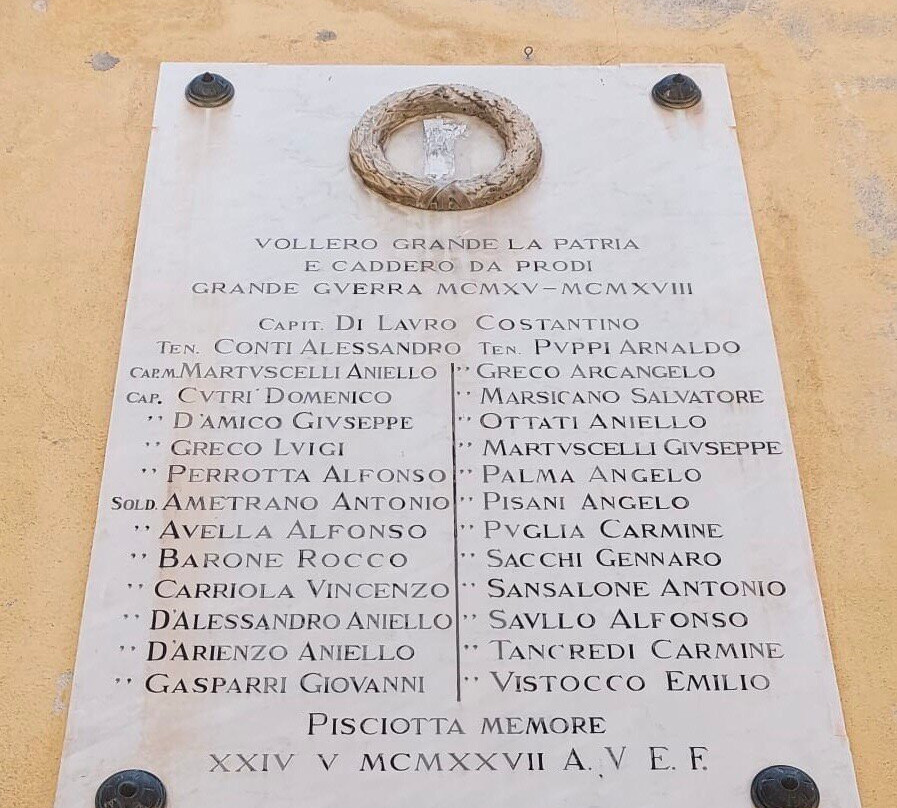 VOLLERO GRANDE LA PATRIA
E CADDERO DA PRODI
GRANDE GVERRA MCMXV-MCMXVIII
CAPIT. DI LAVRO COSTANTINO
TEN. CONTI ALESSANDRO TEN. PVPPI ARNALDO
CAP.M. MARTVSCELLI ANIELLO
CAP. CVTRI' DOMENICO
" D'AMICO GIVSEPPE
" GRECO LVIGI
" PERROTTA ALFONSO
SOLD. AMETRANO ANTONIO
" AVELLA ALFONSO
" BARONE ROCCO
" CARRIOLA VINCENZO
" D'ALESSANDRO ANIELLO
" D'ARIENZO ANIELLO
" GASPARRI GIOVANNI
" GRECO ARCANGELO
" MARSICANO SALVATORE
" OTTATI ANIELLO
" MARTVSCELLI GIVSEPPE
" PALMA ANGELO
" PISANI ANGELO
" PVGLIA CARMINE
" SACCHI GENNARO
" SANSALONE ANTONIO
" SAVLLO ALFONSO
" TANCREDI CARMINE
" VISTOCCO EMILIO
PISCIOTTA MEMORE
XXIV V MCMXXVII A. V E. F.